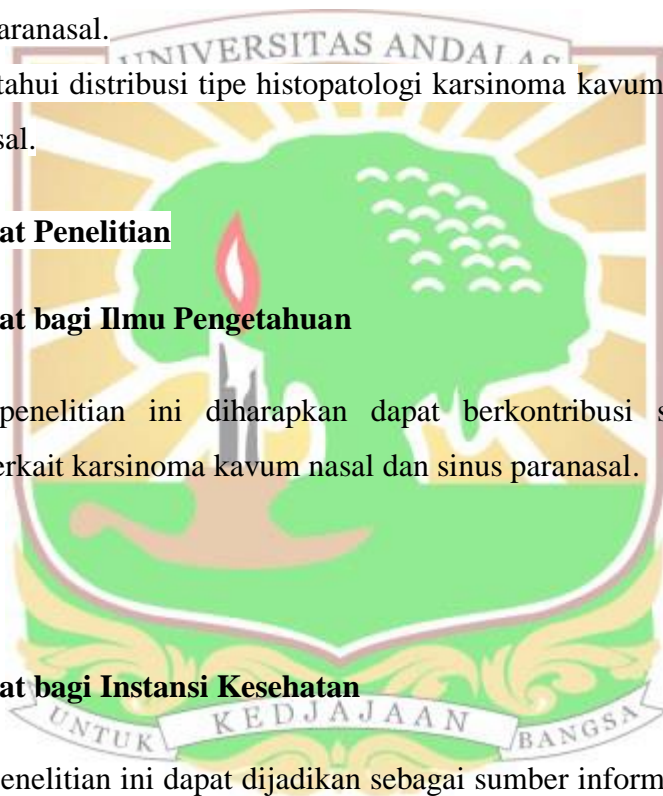 aranasal.
UNIVERSITAS ANDALAS
tahui distribusi tipe histopatologi karsinoma kavum
sal.
at Penelitian
at bagi Ilmu Pengetahuan
penelitian ini diharapkan dapat berkontribusi s
erkait karsinoma kavum nasal dan sinus paranasal.
at bagi Instansi Kesehatan
UNTUK KEDJAJAAN BANGSA
enelitian ini dapat dijadikan sebagai sumber inform